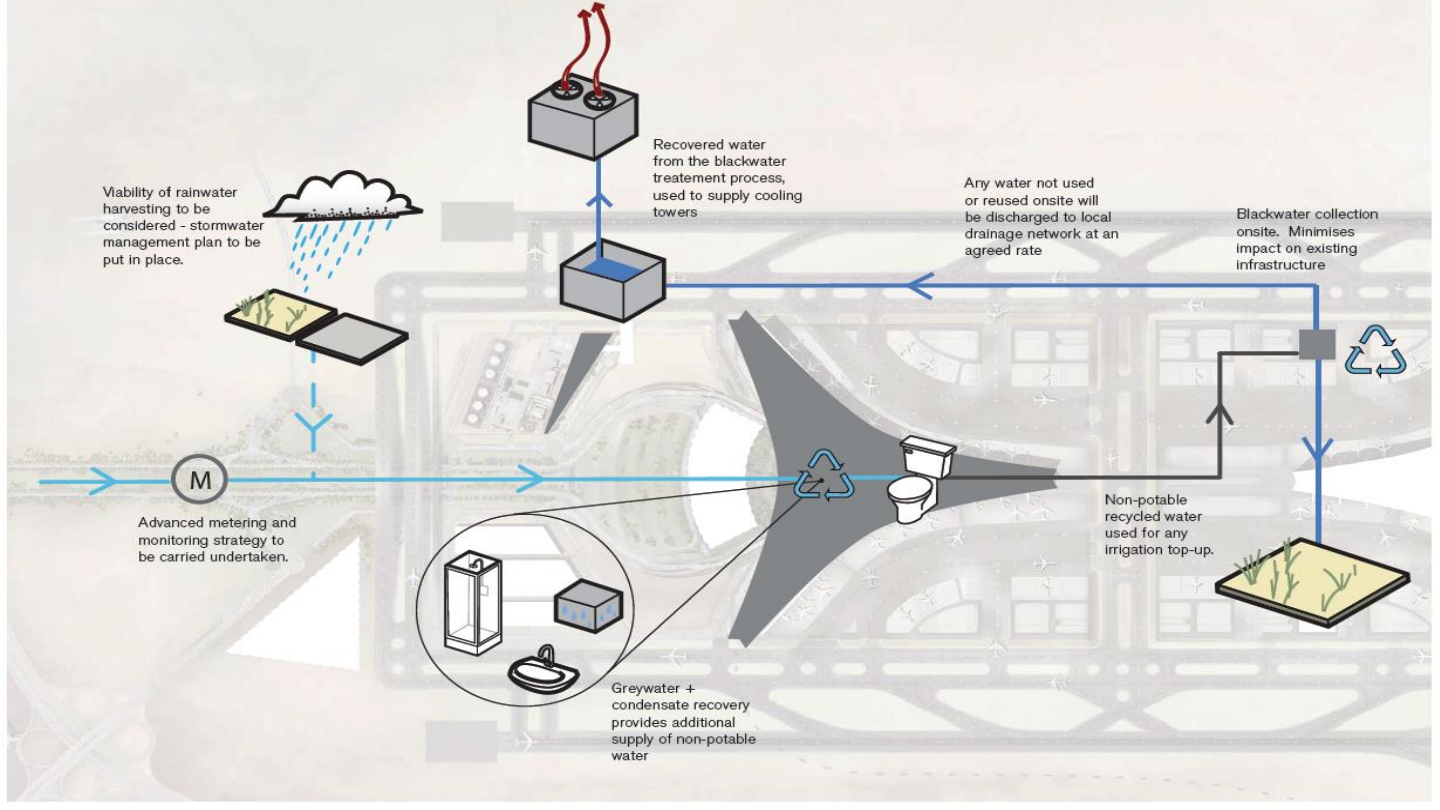 Viability of rainwater
harvesting to be
considered - stormwater
management plan to be
put in place.
Recovered water
from the blackwater
treatement process,
used to supply cooling
towers
Any water not used
or reused onsite will
be discharged to local
drainage network at an
agreed rate
Blackwater collection
onsite.  Minimises
impact on existing
infrastructure
M
Advanced metering and
monitoring strategy to
be carried undertaken.
Non-potable
recycled water
used for any
irrigation top-up.
Greywater +
condensate recovery
provides additional
supply of non-potable
water